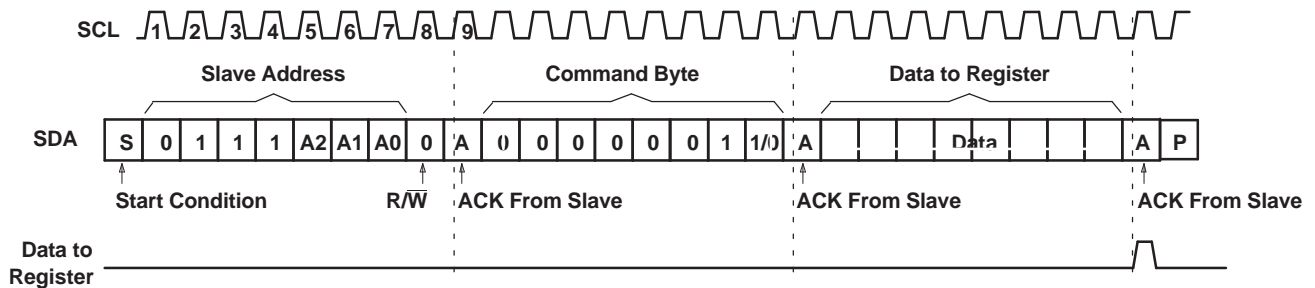 SCL 1 2 3 4 5 6 7 8 9
Slave Address Command Byte Data to Register
SDA S 0 1 1 1 A2 A1 A0 0 A 0 0 0 0 0 0 1 1/0 A Data A P
Start Condition R/W̅ ACK From Slave ACK From Slave ACK From Slave
Data to
Register